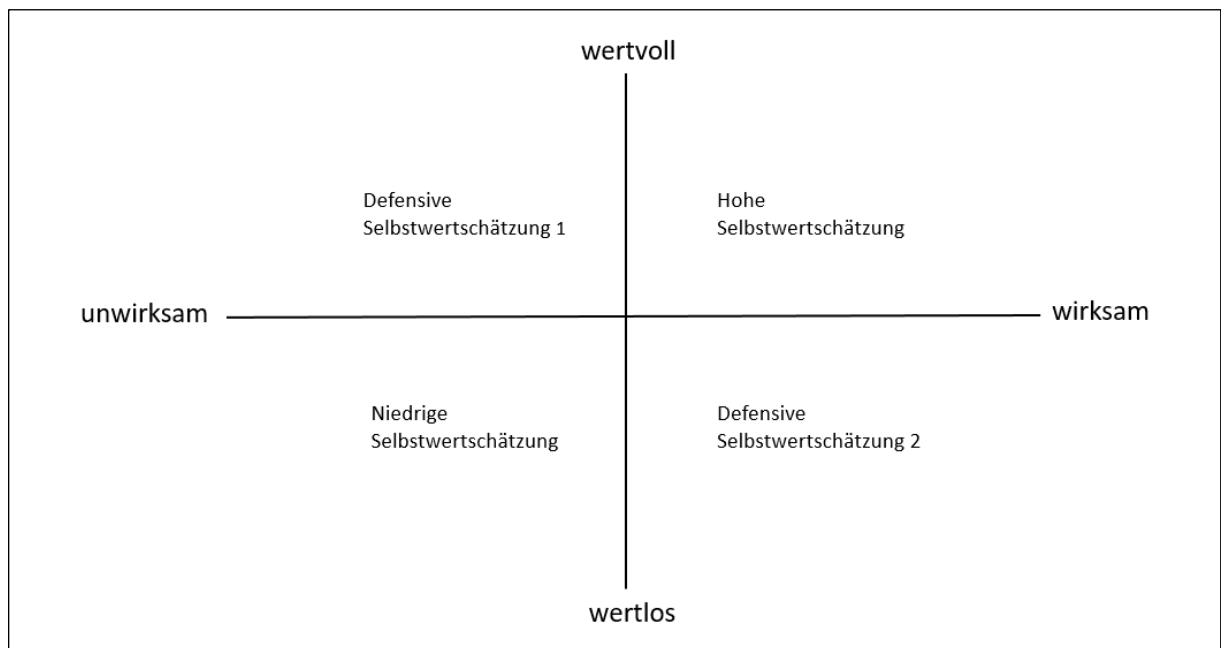 wertvoll
Defensive
Selbstwertschätzung 1
Hohe
Selbstwertschätzung
unwirksam
wirksam
Niedrige
Selbstwertschätzung
Defensive
Selbstwertschätzung 2
wertlos